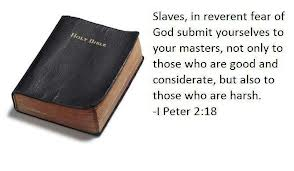 HOLY BIBLE
Slaves, in reverent fear of
God submit yourselves to
your masters, not only to
those who are good and
considerate, but also to
those who are harsh.
-I Peter 2:18